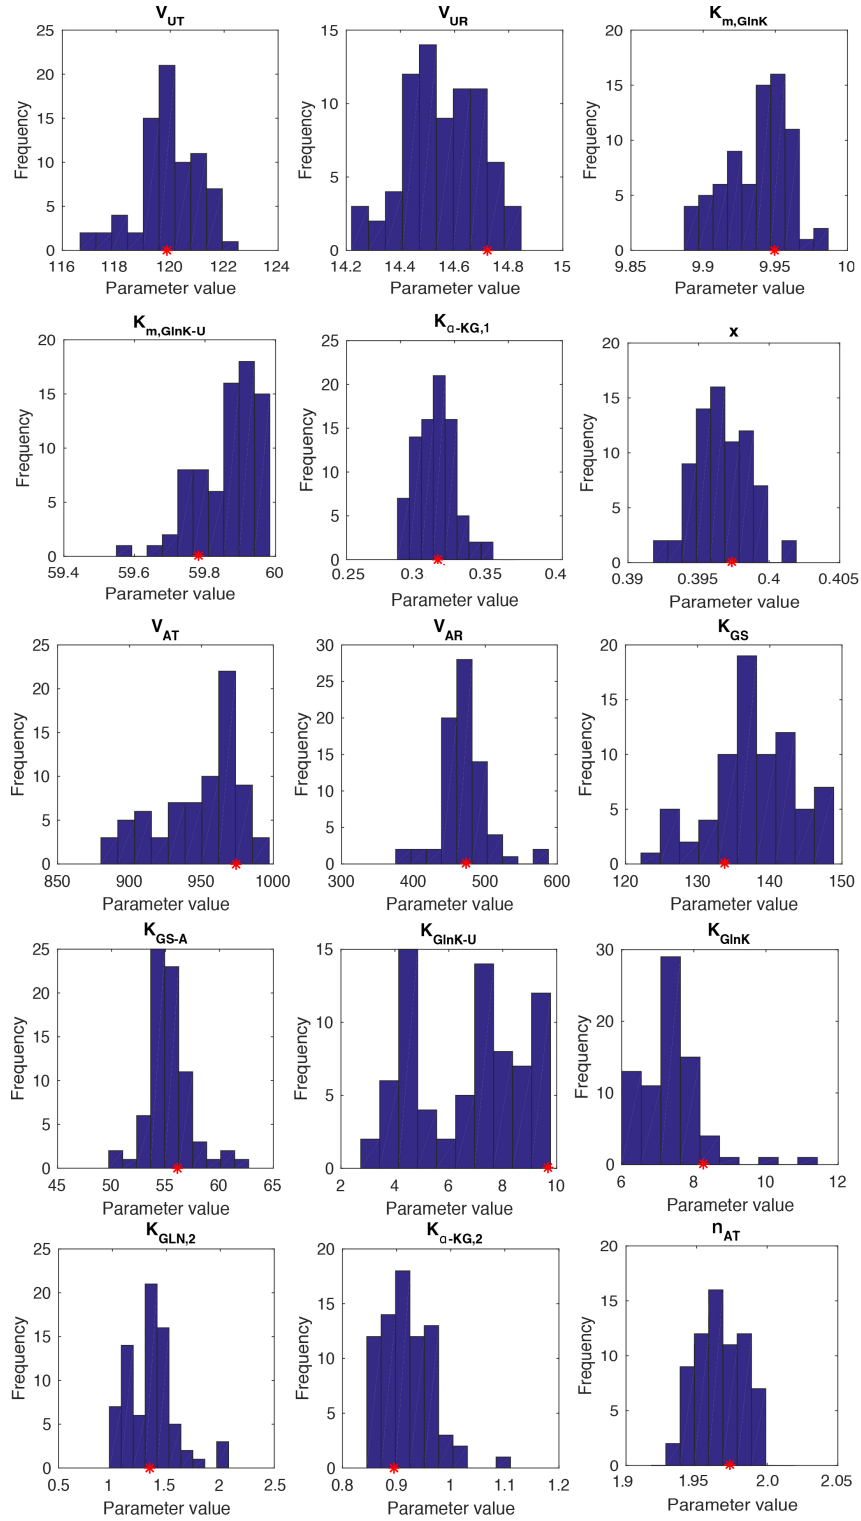 V_UT
25
20
15
10
5
0
Frequency
116 118 120 122 124
Parameter value
V_UR
15
10
5
0
Frequency
14.2 14.4 14.6 14.8 15
Parameter value
K_m,GlnK
20
15
10
5
0
Frequency
9.85 9.9 9.95 10
Parameter value
K_m,GlnK-U
20
15
10
5
0
Frequency
59.4 59.6 59.8 60
Parameter value
K_α-KG,1
25
20
15
10
5
0
Frequency
0.25 0.3 0.35 0.4
Parameter value
x
20
15
10
5
0
Frequency
0.39 0.395 0.4 0.405
Parameter value
V_AT
25
20
15
10
5
0
Frequency
850 900 950 1000
Parameter value
V_AR
30
25
20
15
10
5
0
Frequency
300 400 500 600
Parameter value
K_GS
20
15
10
5
0
Frequency
120 130 140 150
Parameter value
K_GS-A
25
20
15
10
5
0
Frequency
45 50 55 60 65
Parameter value
K_GlnK-U
15
10
5
0
Frequency
2 4 6 8 10
Parameter value
K_GlnK
30
20
10
0
Frequency
6 8 10 12
Parameter value
K_GLN,2
25
20
15
10
5
0
Frequency
0.5 1 1.5 2 2.5
Parameter value
K_α-KG,2
20
15
10
5
0
Frequency
0.8 0.9 1 1.1 1.2
Parameter value
n_AT
20
15
10
5
0
Frequency
1.9 1.95 2.0 2.05
Parameter value